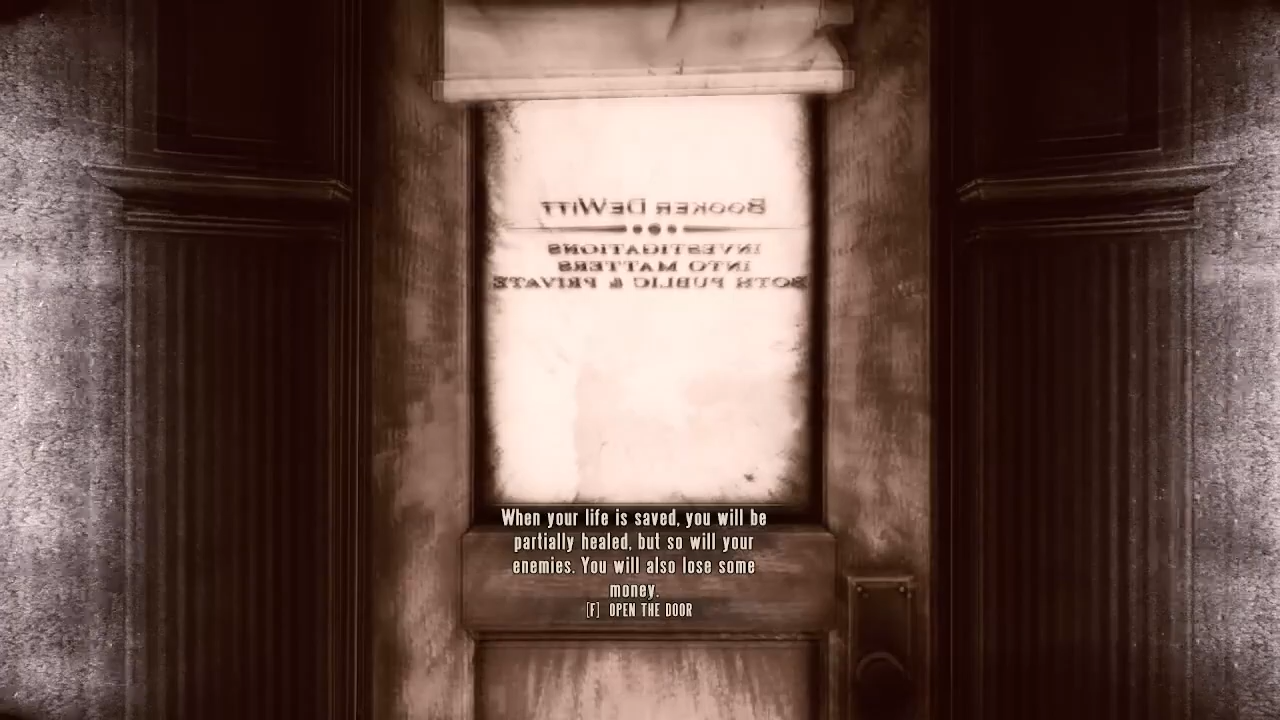 BOOKER DEWITT
INVESTIGATIONS
INTO MATTERS
BOTH PUBLIC & PRIVATE
When your life is saved, you will be
partially healed, but so will your
enemies. You will also lose some
money.
[F] OPEN THE DOOR